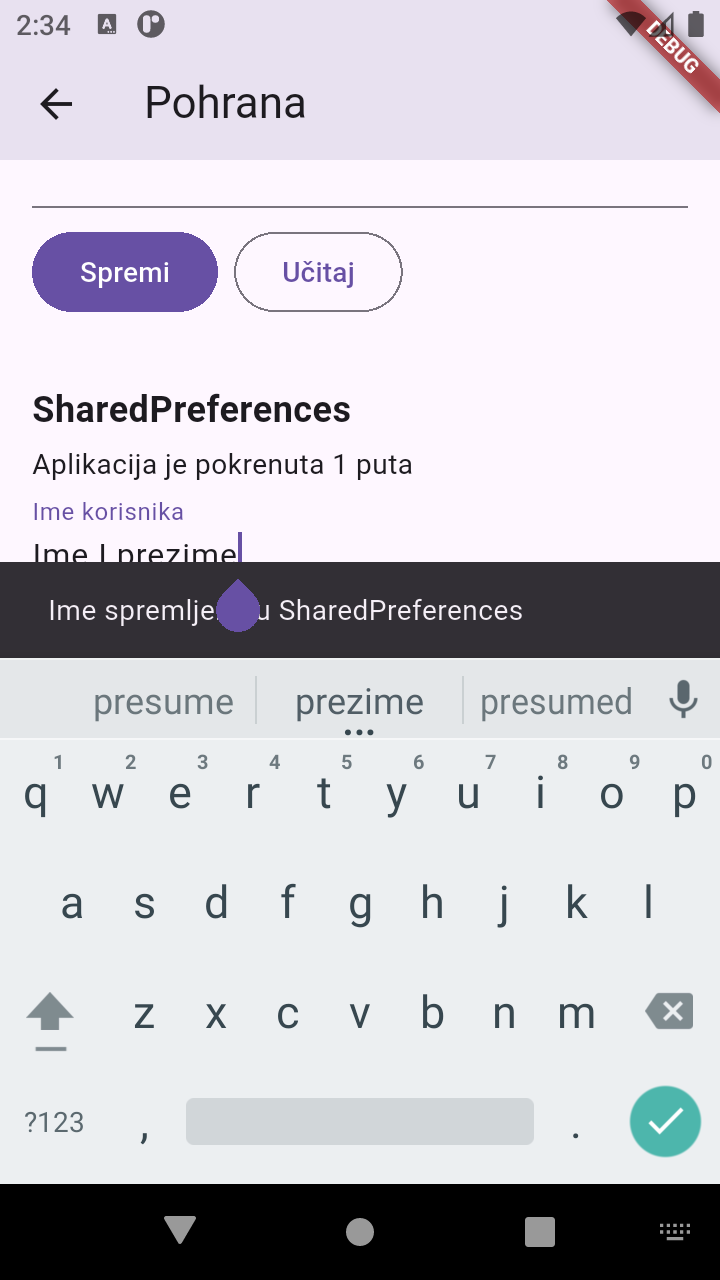 2:34
DEBUG
Pohrana
Spremi
Učitaj
SharedPreferences
Aplikacija je pokrenuta 1 puta
Ime korisnika
Ime I prezime
u SharedPreferences
presume
prezime
presumed
1 2 3 4 5 6 7 8 9 0
q w e r t y u i o p
a s d f g h j k l
z x c v b n m
?123 , .